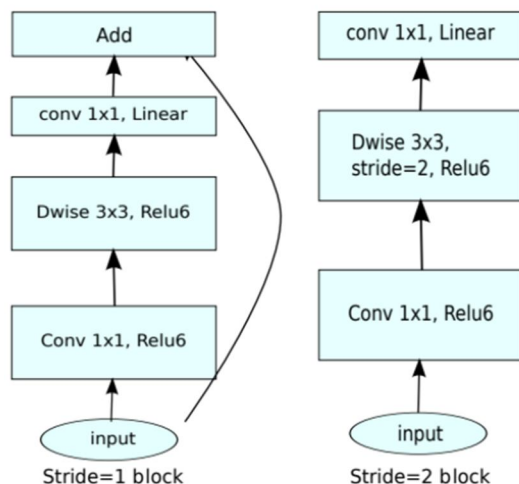 Add
conv 1x1, Linear
Dwise 3x3, Relu6
Conv 1x1, Relu6
input
Stride=1 block
conv 1x1, Linear
Dwise 3x3,
stride=2, Relu6
Conv 1x1, Relu6
input
Stride=2 block